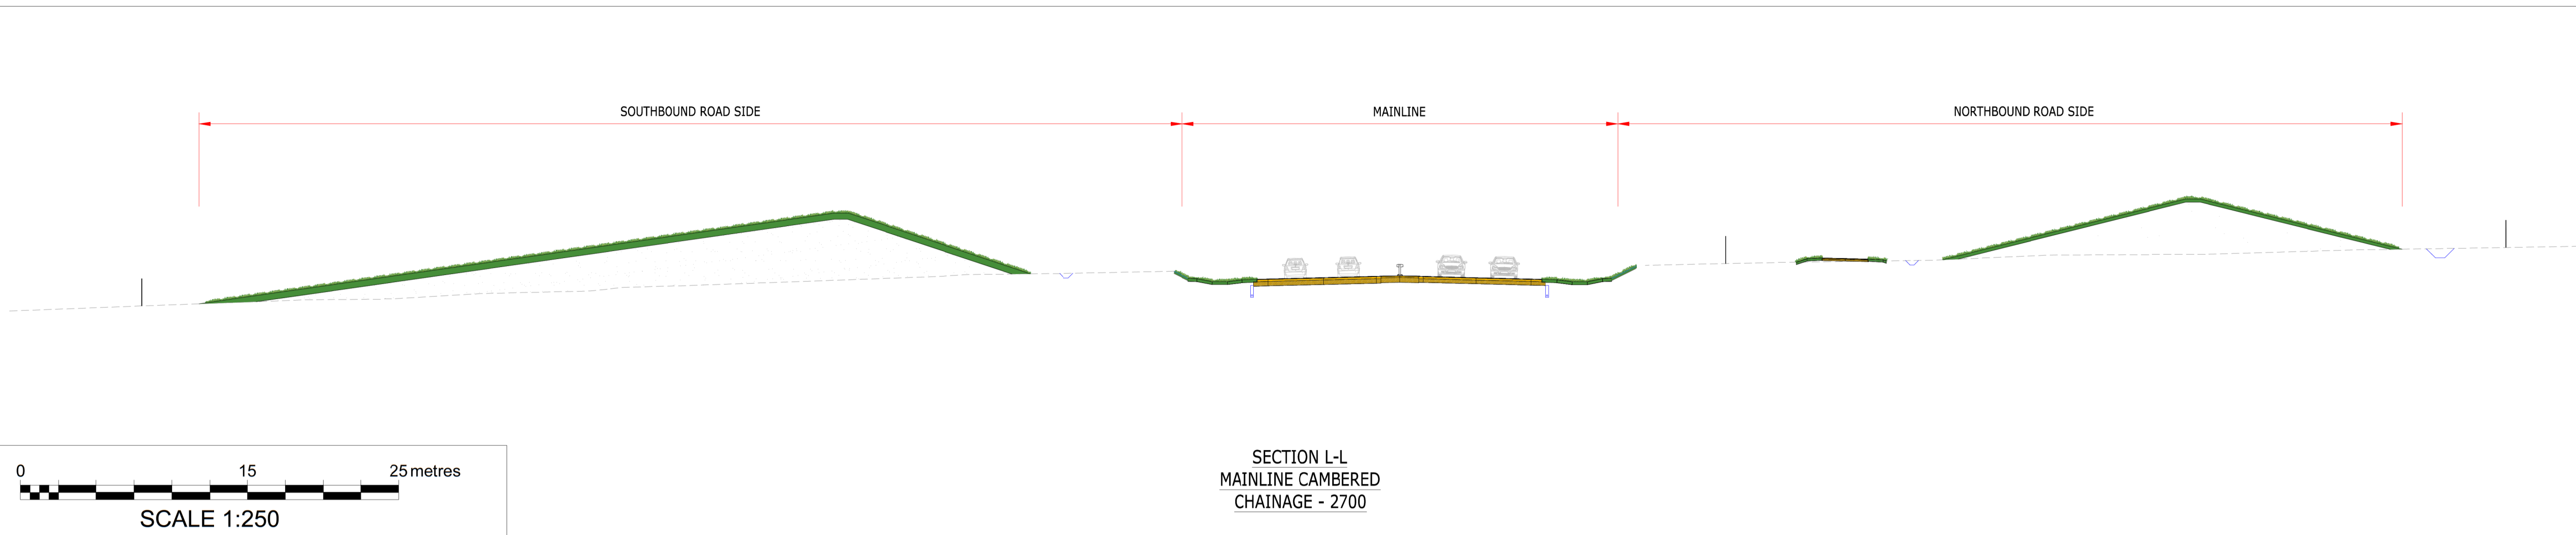 SOUTHBOUND ROAD SIDE
MAINLINE
NORTHBOUND ROAD SIDE
0 15 25 metres
SCALE 1:250
SECTION L-L
MAINLINE CAMBERED
CHAINAGE - 2700